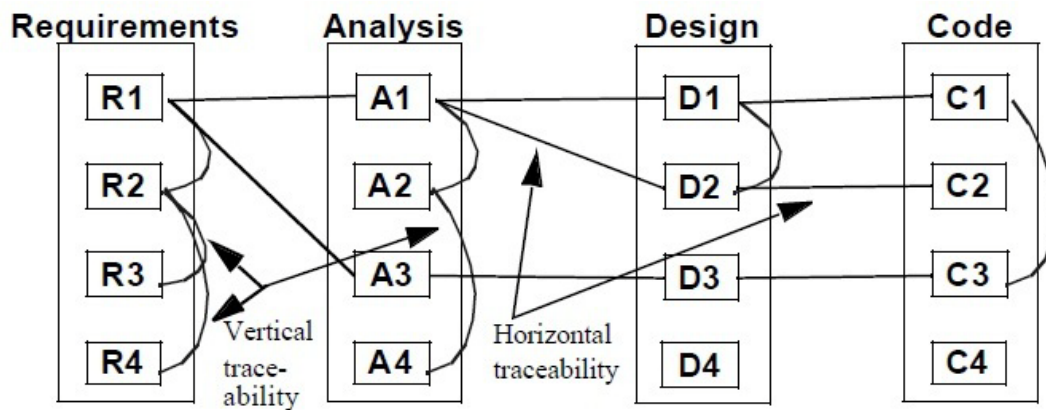 Requirements Analysis Design Code
R1 A1 D1 C1
R2 A2 D2 C2
R3 A3 D3 C3
Vertical
trace-
ability
Horizontal
traceability
R4 A4 D4 C4